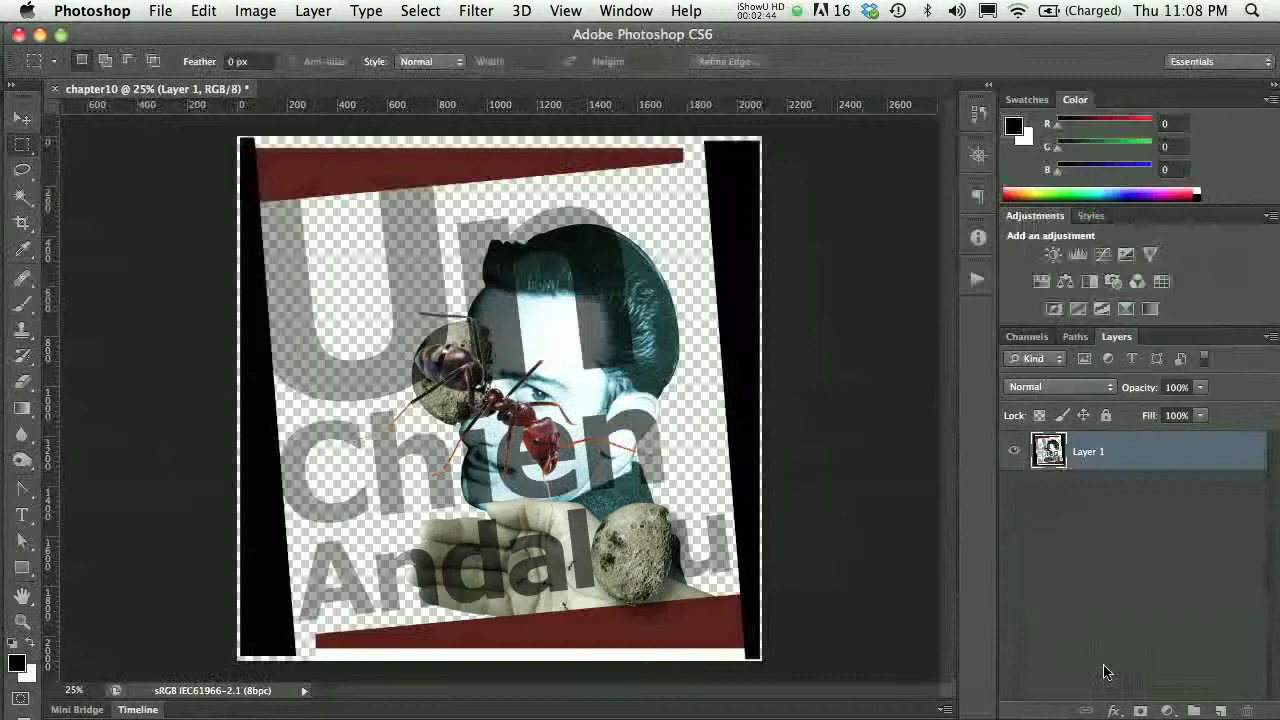 Photoshop File Edit Image Layer Type Select Filter 3D View Window Help iShowU HD 00:02:44 16 (Charged) Thu 11:08 PM
Adobe Photoshop CS6
Feather 0 px Anti-alias Style: Normal Width Height Refine Edge... Essentials
× chapter10 @ 25% (Layer 1, RGB/8) *
600 400 200 0 200 400 600 800 1000 1200 1400 1600 1800 2000 2200 2400 2600
Swatches Color
R 0
G 0
B 0
Adjustments Styles
Add an adjustment
Channels Paths Layers
Kind
Normal Opacity: 100%
Lock: Fill: 100%
Layer 1
Un
chien
Andalou
25% sRGB IEC61966-2.1 (8bpc)
Mini Bridge Timeline